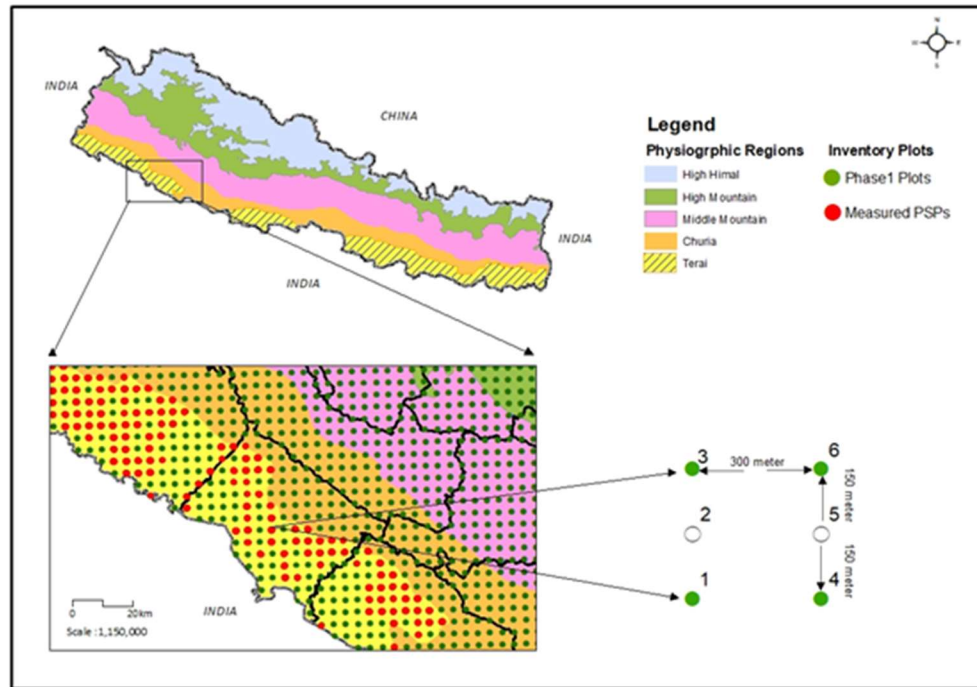 N
W E
S
INDIA
CHINA
INDIA
INDIA
Legend
Physiogrphic Regions
High Himal
High Mountain
Middle Mountain
Churia
Terai
Inventory Plots
Phase1 Plots
Measured PSPs
INDIA
0 20km
Scale :1,150,000
3
6
300 meter
150 meter
2
5
150 meter
1
4